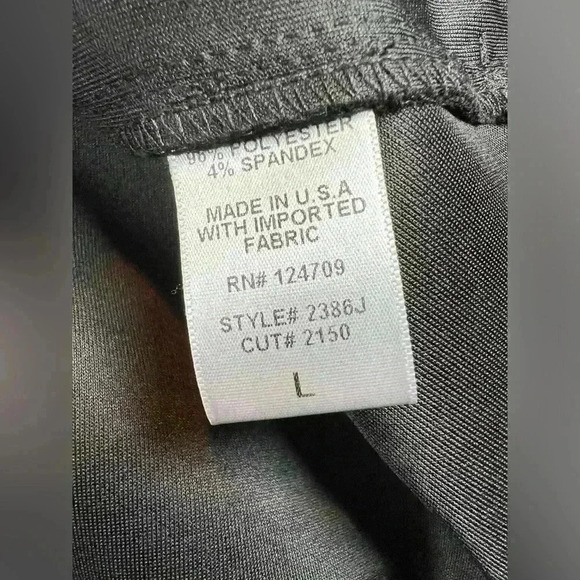 96% POLYESTER
4% SPANDEX
MADE IN U.S.A
WITH IMPORTED
FABRIC
RN# 124709
STYLE# 2386J
CUT# 2150
L